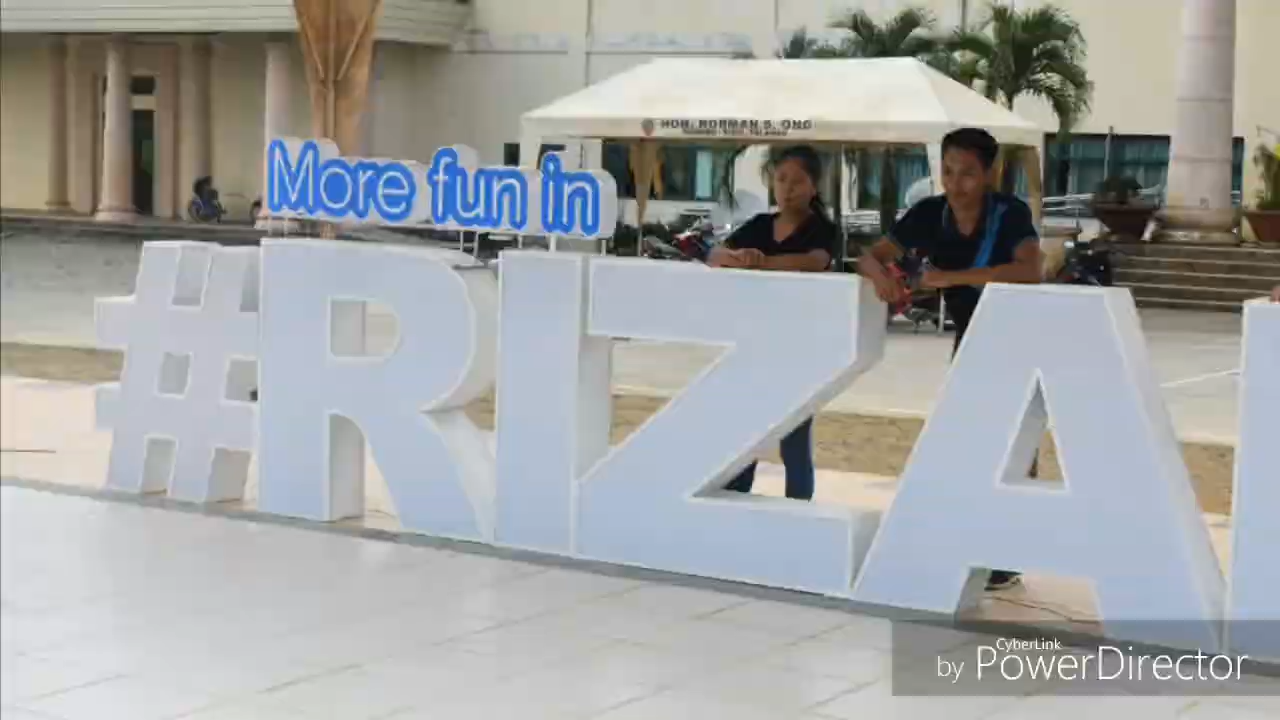 HON. NORMAN S. ONG
More fun in
#RIZA
CyberLink
by PowerDirector